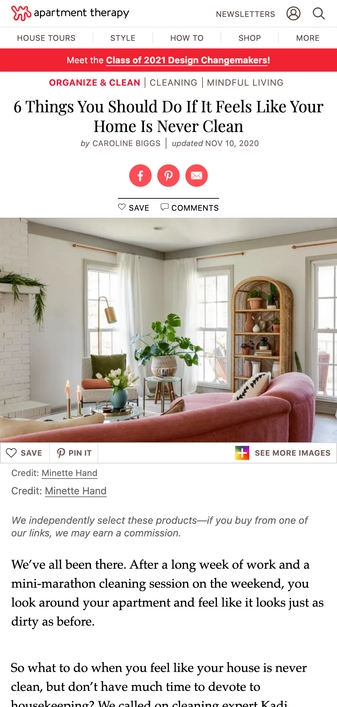 apartment therapy
NEWSLETTERS
HOUSE TOURS STYLE HOW TO SHOP MORE
Meet the Class of 2021 Design Changemakers!
ORGANIZE & CLEAN | CLEANING | MINDFUL LIVING
6 Things You Should Do If It Feels Like Your
Home Is Never Clean
by CAROLINE BIGGS | updated NOV 10, 2020
SAVE COMMENTS
SAVE PIN IT SEE MORE IMAGES
Credit: Minette Hand
Credit: Minette Hand
We independently select these products—if you buy from one of
our links, we may earn a commission.
We’ve all been there. After a long week of work and a
mini-marathon cleaning session on the weekend, you
look around your apartment and feel like it looks just as
dirty as before.
So what to do when you feel like your house is never
clean, but don’t have much time to devote to
housekeeping? We called on cleaning expert Kadi